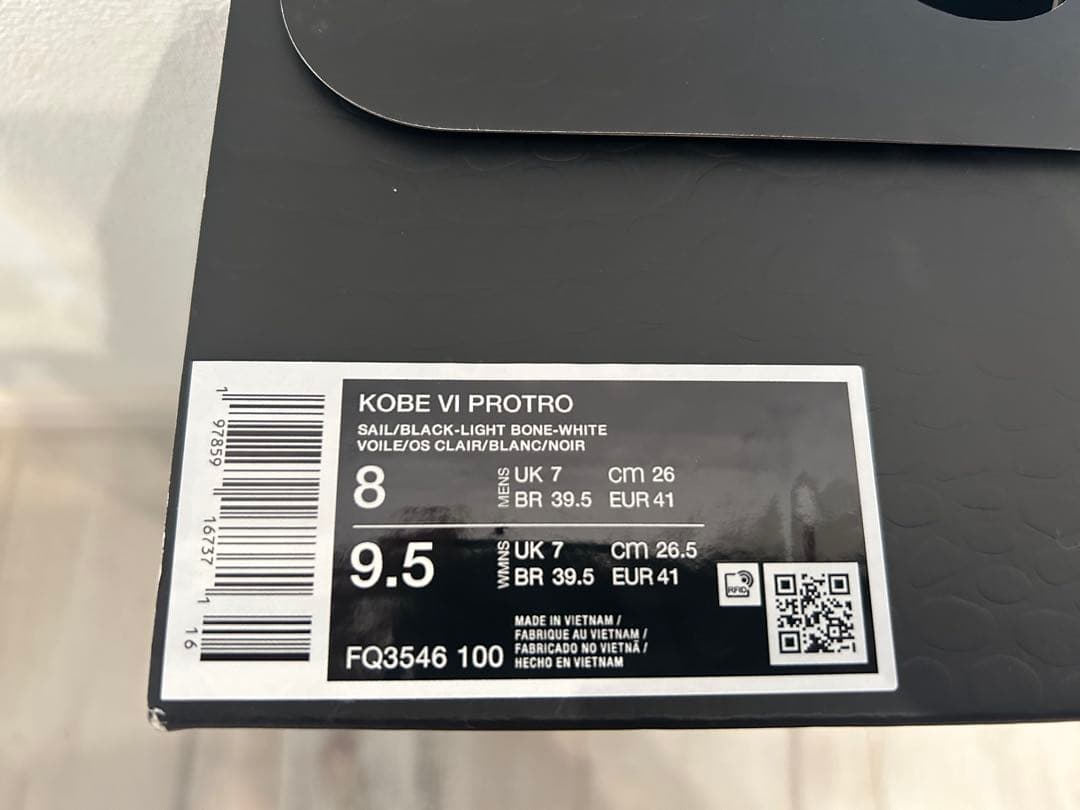 KOBE VI PROTRO
SAIL/BLACK-LIGHT BONE-WHITE
VOILE/OS CLAIR/BLANC/NOIR
8 MENS UK 7 cm 26
BR 39.5 EUR 41
9.5 WMNS UK 7 cm 26.5
BR 39.5 EUR 41
RFID
MADE IN VIETNAM /
FABRIQUE AU VIETNAM /
FABRICADO NO VIETNÃ /
HECHO EN VIETNAM
FQ3546 100
1 97859 16737 1
16